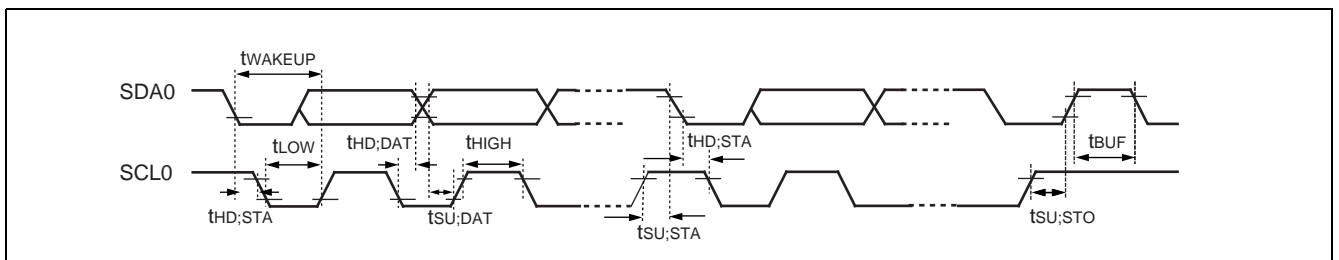 tWAKEUP
SDA0
tHD;DAT
tHIGH
tHD;STA
tBUF
tLOW
SCL0
tHD;STA
tSU;DAT
tSU;STA
tSU;STO